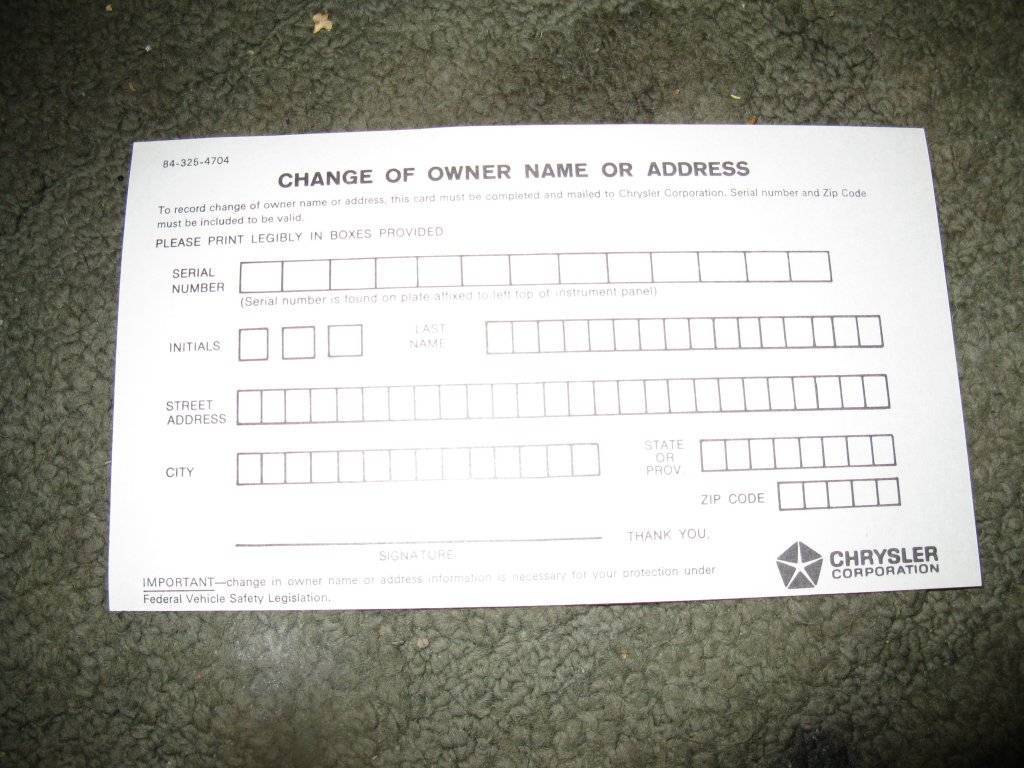 84-325-4704
CHANGE OF OWNER NAME OR ADDRESS
To record change of owner name or address, this card must be completed and mailed to Chrysler Corporation. Serial number and Zip Code
must be included to be valid.
PLEASE PRINT LEGIBLY IN BOXES PROVIDED
SERIAL
NUMBER
(Serial number is found on plate affixed to left top of instrument panel)
INITIALS
LAST
NAME
STREET
ADDRESS
CITY
STATE
OR
PROV.
ZIP CODE
THANK YOU.
SIGNATURE
IMPORTANT—change in owner name or address information is necessary for your protection under
Federal Vehicle Safety Legislation.
CHRYSLER
CORPORATION